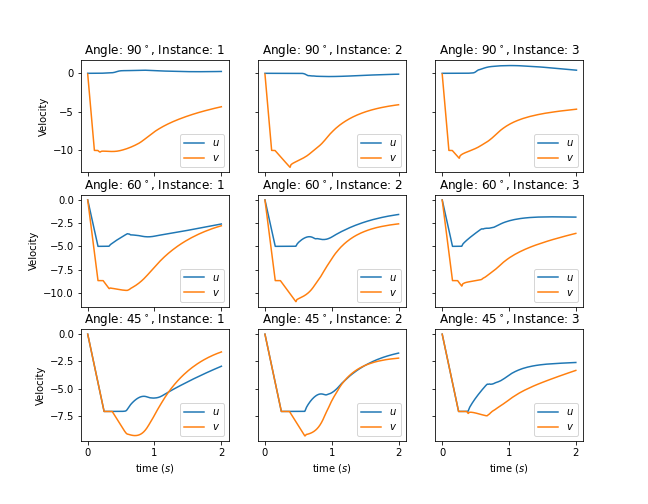 Angle: 90°, Instance: 1 Angle: 90°, Instance: 2 Angle: 90°, Instance: 3
0
−5
−10
Velocity
u
v
u
v
u
v
Angle: 60°, Instance: 1 Angle: 60°, Instance: 2 Angle: 60°, Instance: 3
0.0
−2.5
−5.0
−7.5
−10.0
Velocity
u
v
u
v
u
v
Angle: 45°, Instance: 1 Angle: 45°, Instance: 2 Angle: 45°, Instance: 3
0.0
−2.5
−5.0
−7.5
Velocity
u
v
u
v
u
v
0 1 2 0 1 2 0 1 2
time (s) time (s) time (s)